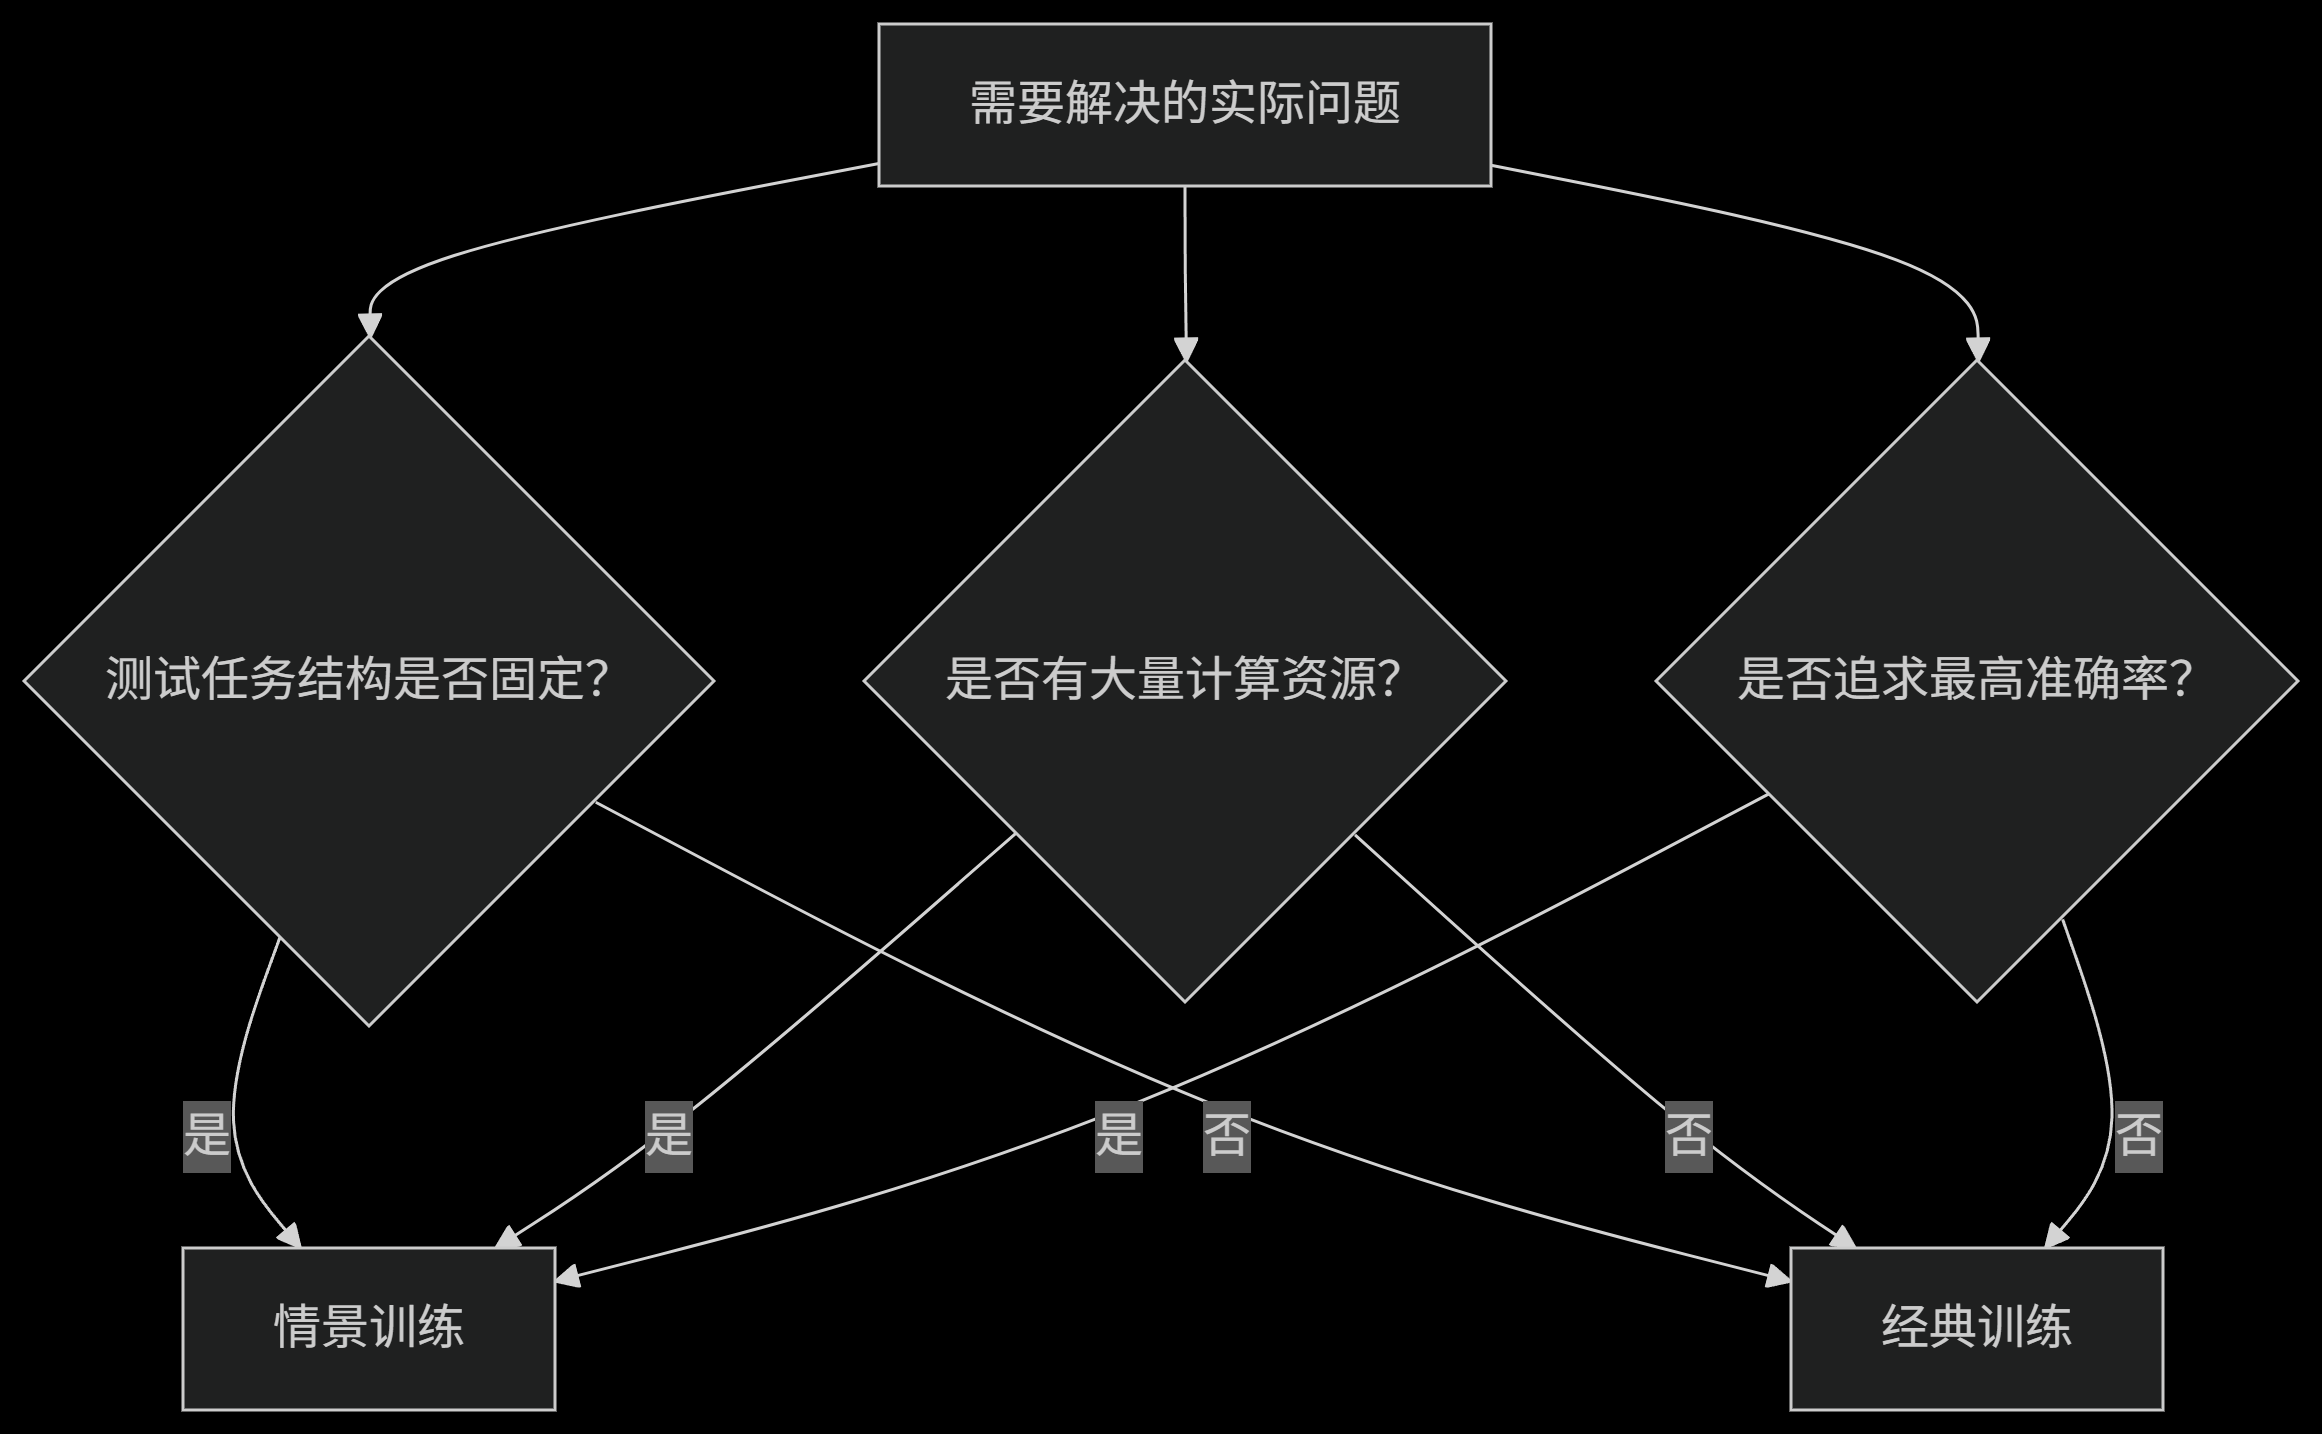 需要解决的实际问题
测试任务结构是否固定？
是否有大量计算资源？
是否追求最高准确率？
是
是
是
否
否
否
情景训练
经典训练